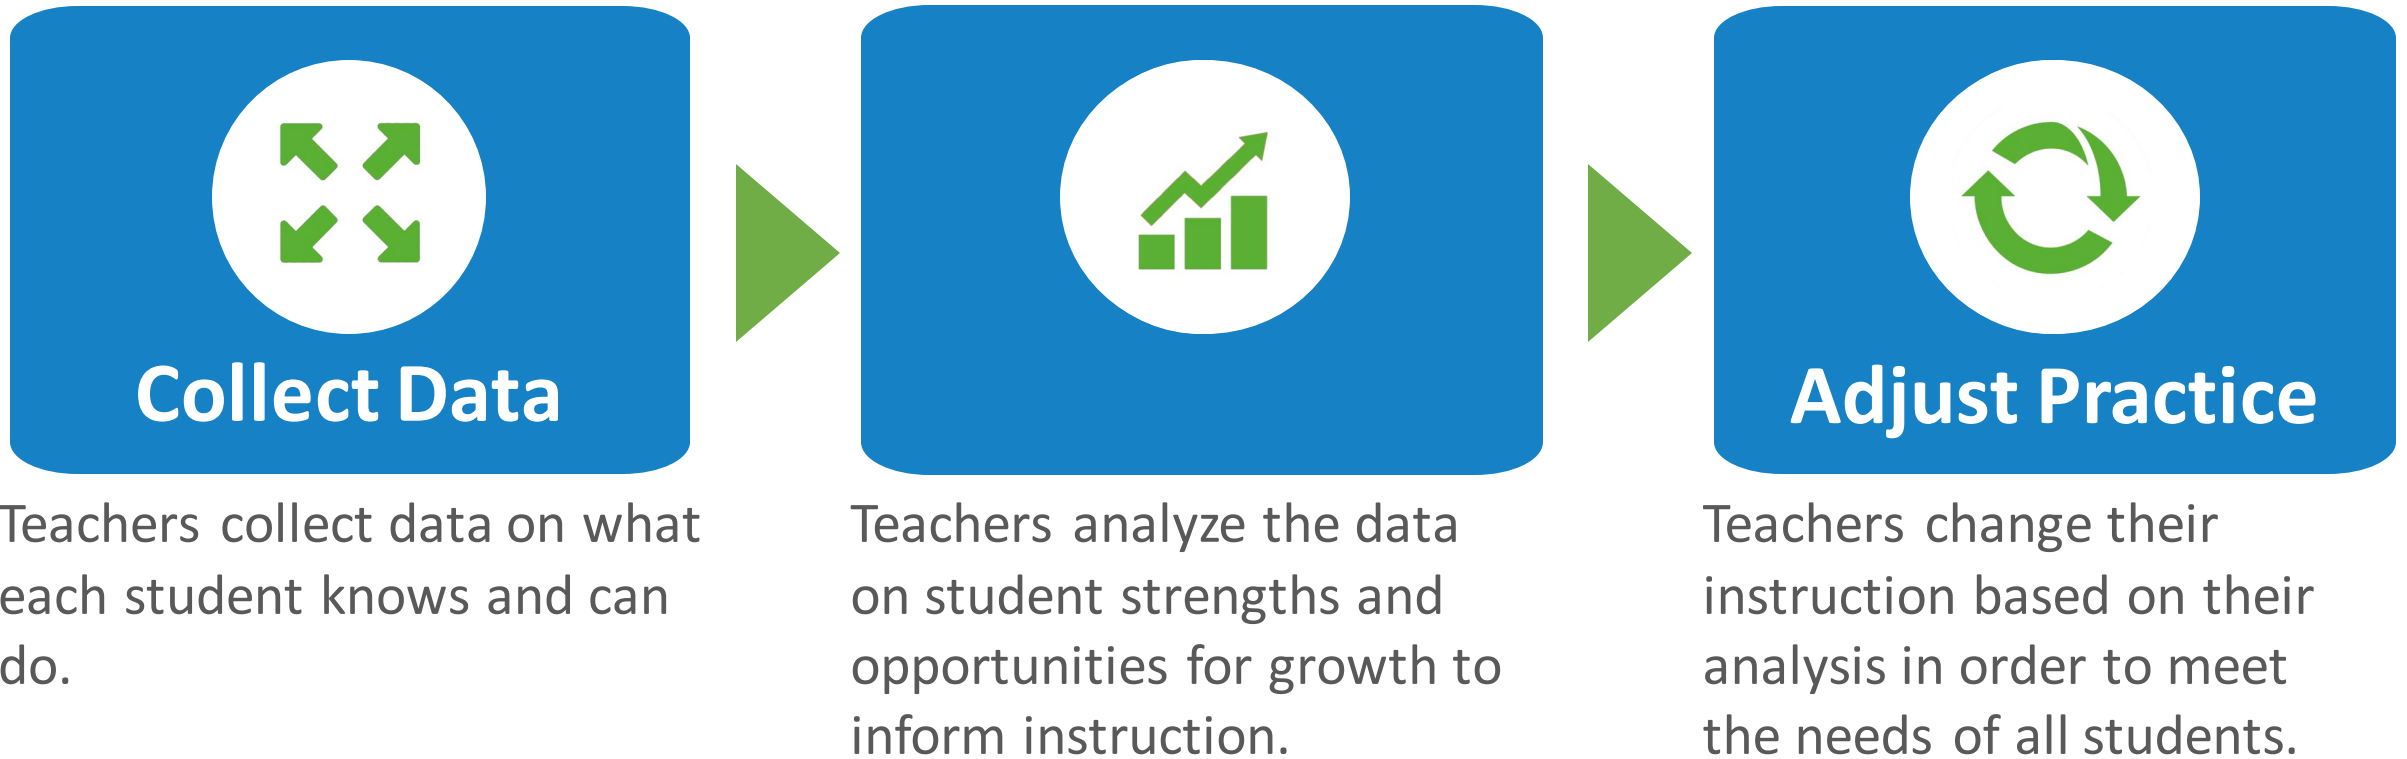 Collect Data
Teachers collect data on what
each student knows and can
do.
Teachers analyze the data
on student strengths and
opportunities for growth to
inform instruction.
Adjust Practice
Teachers change their
instruction based on their
analysis in order to meet
the needs of all students.